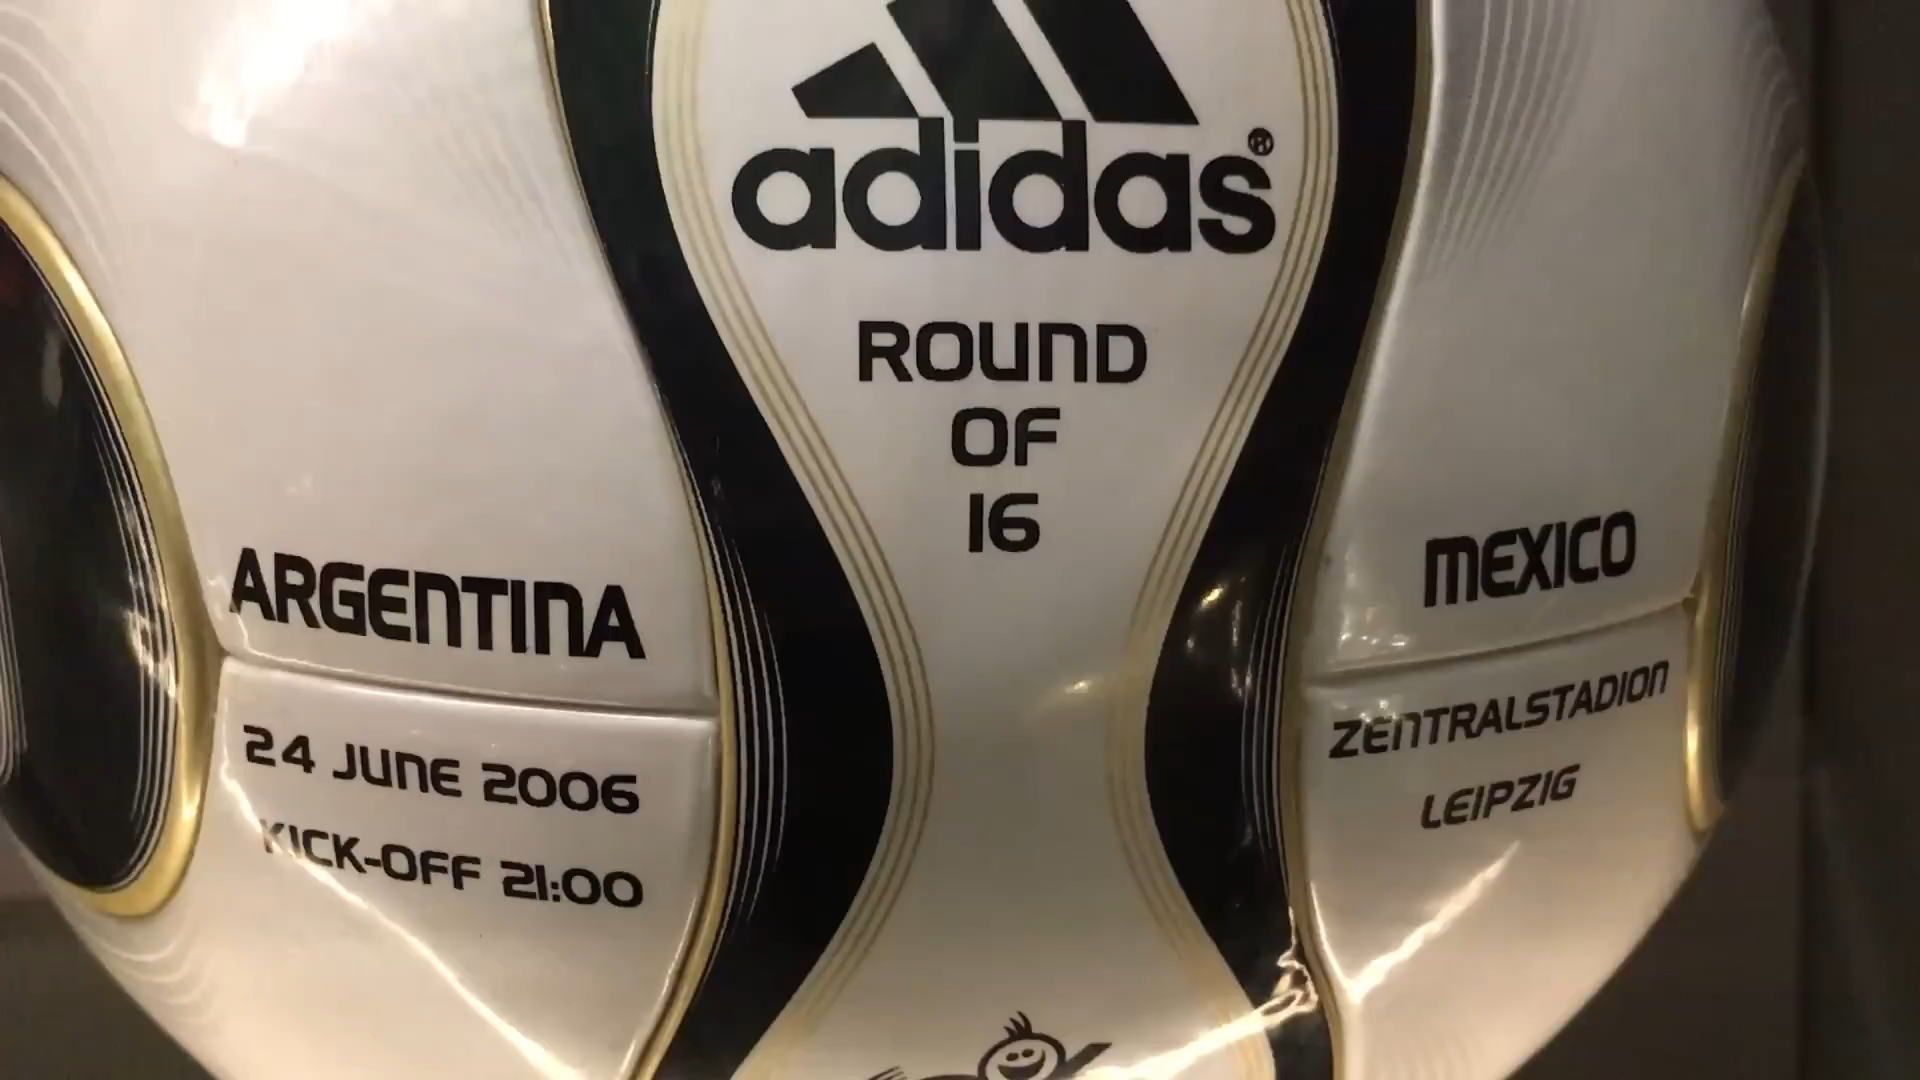 adidas®
ROUND
OF
16
ARGENTINA
24 JUNE 2006
KICK-OFF 21:00
MEXICO
ZENTRALSTADION
LEIPZIG